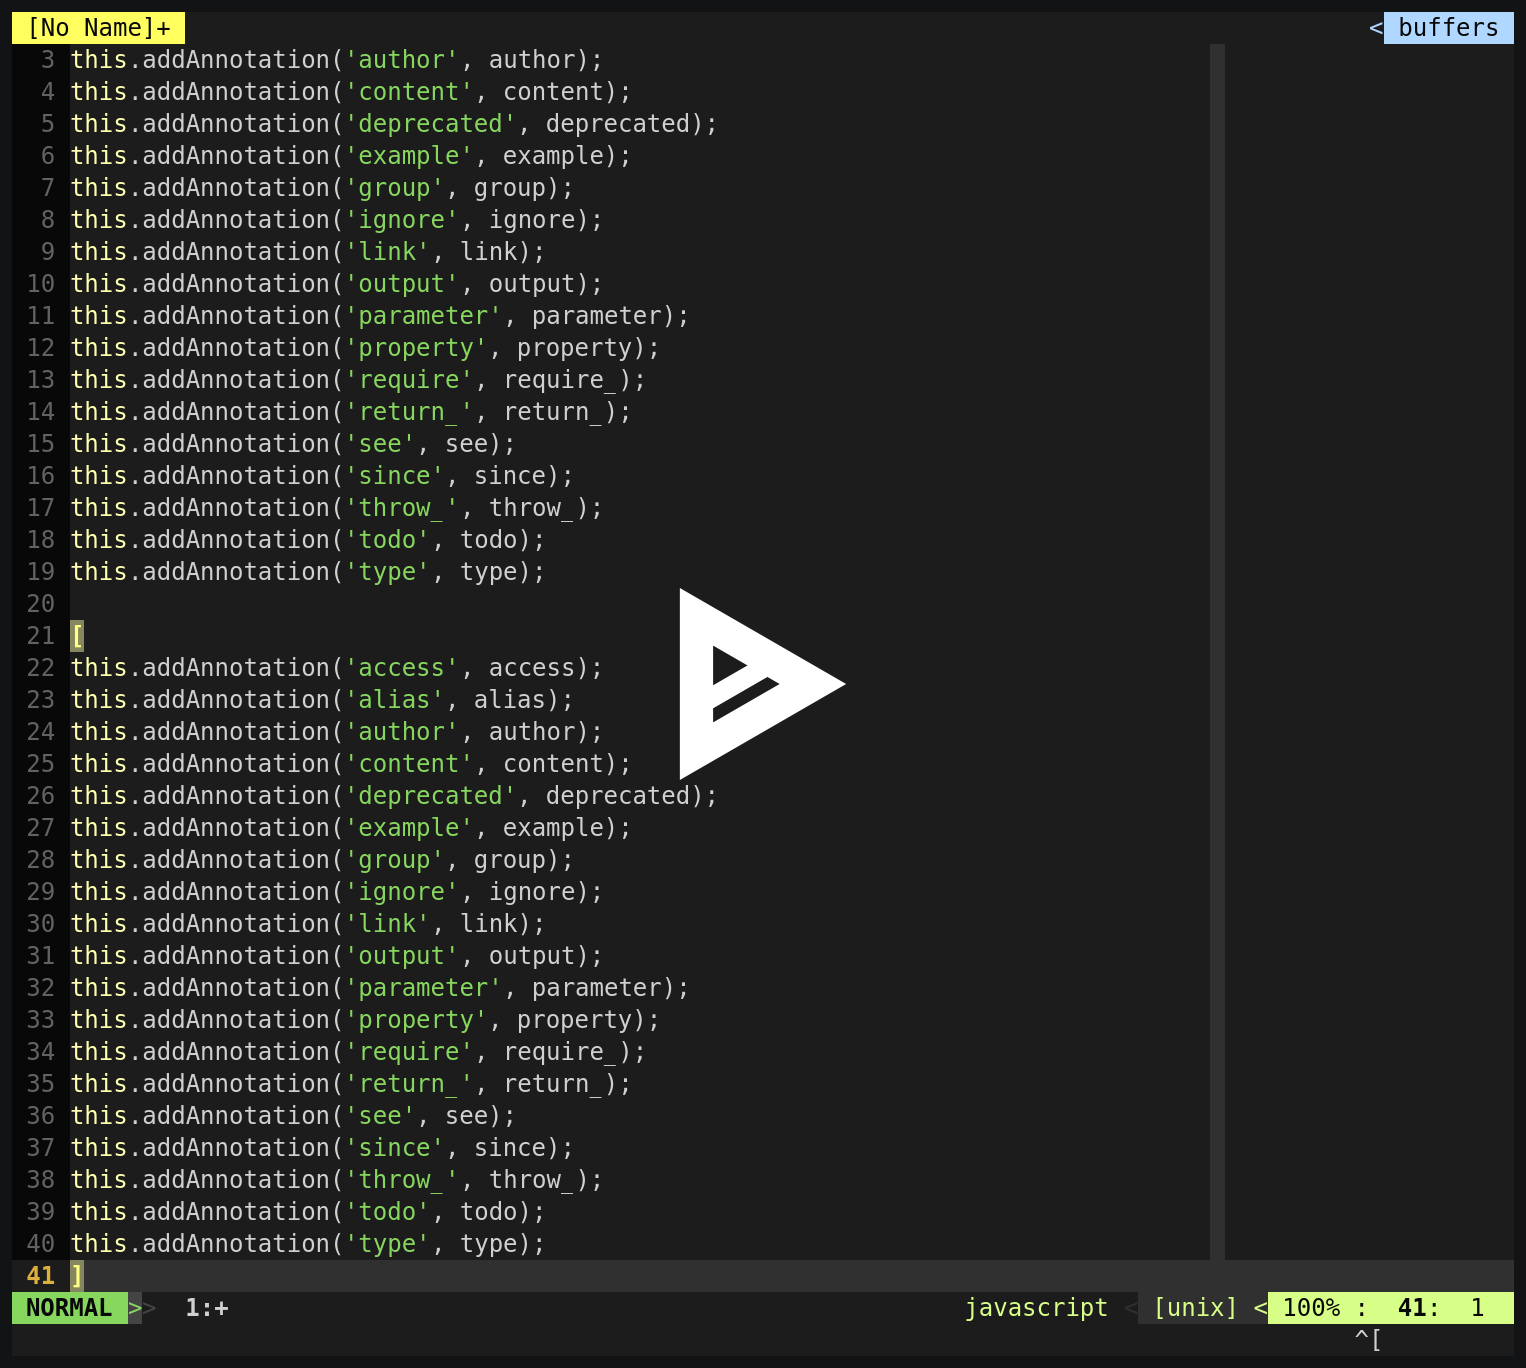 [No Name]+ < buffers
3 this.addAnnotation('author', author);
4 this.addAnnotation('content', content);
5 this.addAnnotation('deprecated', deprecated);
6 this.addAnnotation('example', example);
7 this.addAnnotation('group', group);
8 this.addAnnotation('ignore', ignore);
9 this.addAnnotation('link', link);
10 this.addAnnotation('output', output);
11 this.addAnnotation('parameter', parameter);
12 this.addAnnotation('property', property);
13 this.addAnnotation('require', require_);
14 this.addAnnotation('return_', return_);
15 this.addAnnotation('see', see);
16 this.addAnnotation('since', since);
17 this.addAnnotation('throw_', throw_);
18 this.addAnnotation('todo', todo);
19 this.addAnnotation('type', type);
20
21 [
22 this.addAnnotation('access', access);
23 this.addAnnotation('alias', alias);
24 this.addAnnotation('author', author);
25 this.addAnnotation('content', content);
26 this.addAnnotation('deprecated', deprecated);
27 this.addAnnotation('example', example);
28 this.addAnnotation('group', group);
29 this.addAnnotation('ignore', ignore);
30 this.addAnnotation('link', link);
31 this.addAnnotation('output', output);
32 this.addAnnotation('parameter', parameter);
33 this.addAnnotation('property', property);
34 this.addAnnotation('require', require_);
35 this.addAnnotation('return_', return_);
36 this.addAnnotation('see', see);
37 this.addAnnotation('since', since);
38 this.addAnnotation('throw_', throw_);
39 this.addAnnotation('todo', todo);
40 this.addAnnotation('type', type);
41 ]
NORMAL >> 1:+ javascript < [unix] < 100% : 41: 1
^[